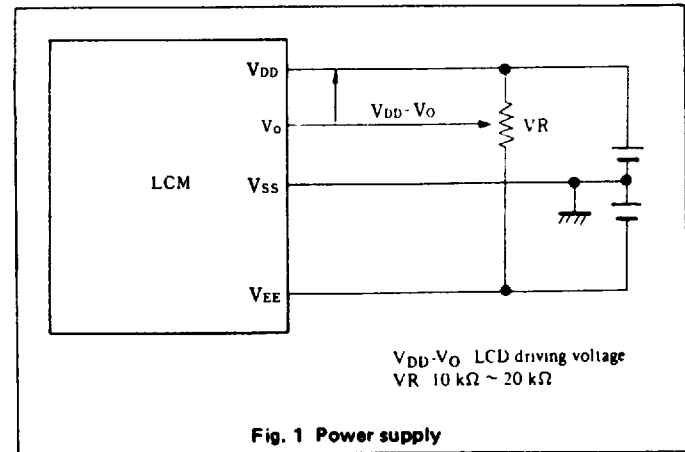 VDD
VO
VDD-VO
VR
LCM
VSS
VEE
VDD-VO LCD driving voltage
VR 10 kΩ ~ 20 kΩ
Fig. 1 Power supply